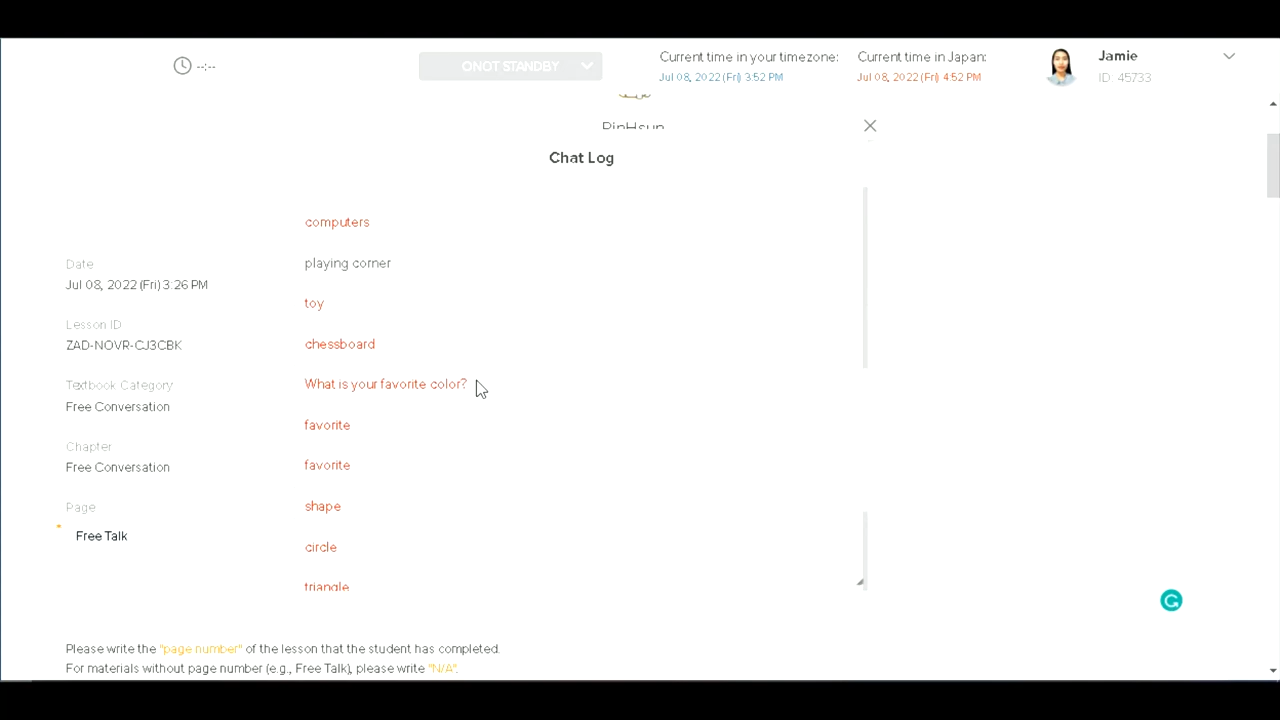 --:--
ONOT STANDBY
Current time in your timezone:
Jul 08, 2022 (Fri) 3:52 PM
Current time in Japan:
Jul 08, 2022 (Fri) 4:52 PM
Jamie
ID: 45733
PinHsun
Chat Log
computers
playing corner
toy
chessboard
What is your favorite color?
favorite
favorite
shape
circle
triangle
Date
Jul 08, 2022 (Fri) 3:26 PM
Lesson ID
ZAD-NOVR-CJ3CBK
Textbook Category
Free Conversation
Chapter
Free Conversation
Page
Free Talk
Please write the "page number" of the lesson that the student has completed.
For materials without page number (e.g., Free Talk), please write "N/A".